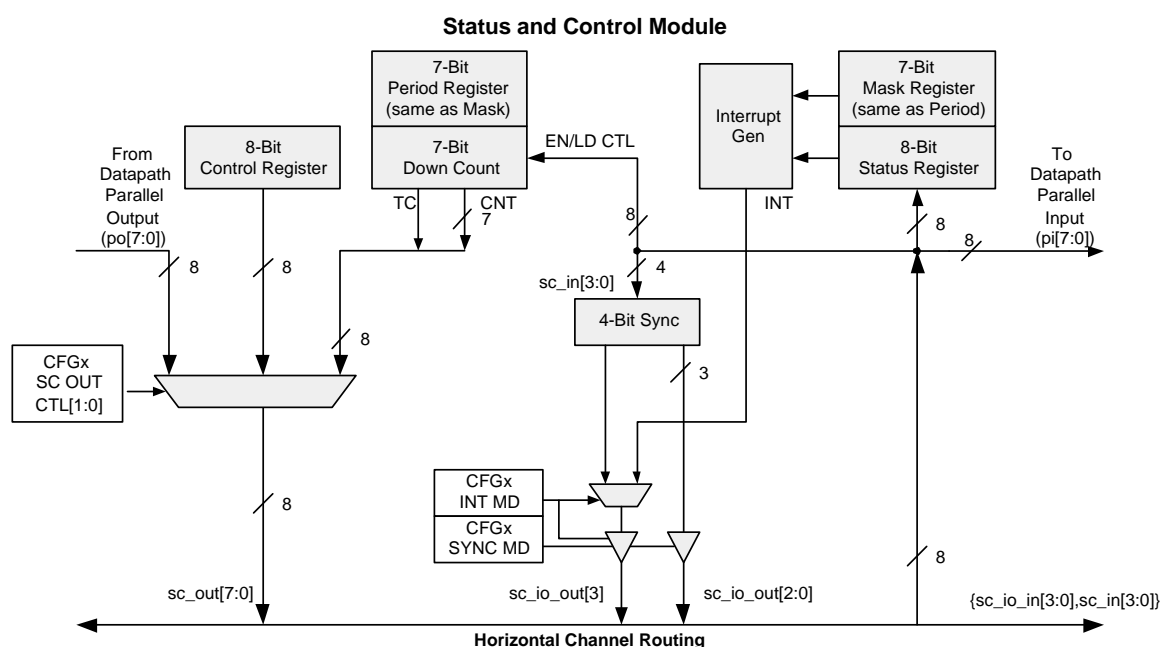 Status and Control Module
7-Bit
Period Register
(same as Mask)
7-Bit
Down Count
TC
CNT
7
EN/LD CTL
Interrupt
Gen
INT
7-Bit
Mask Register
(same as Period)
8-Bit
Status Register
8-Bit
Control Register
From
Datapath
Parallel
Output
(po[7:0])
To
Datapath
Parallel
Input
(pi[7:0])
8
8
8
8
8
8
4
sc_in[3:0]
4-Bit Sync
3
CFGx
SC OUT
CTL[1:0]
CFGx
INT MD
CFGx
SYNC MD
8
8
sc_out[7:0]
sc_io_out[3]
sc_io_out[2:0]
{sc_io_in[3:0],sc_in[3:0]}
Horizontal Channel Routing